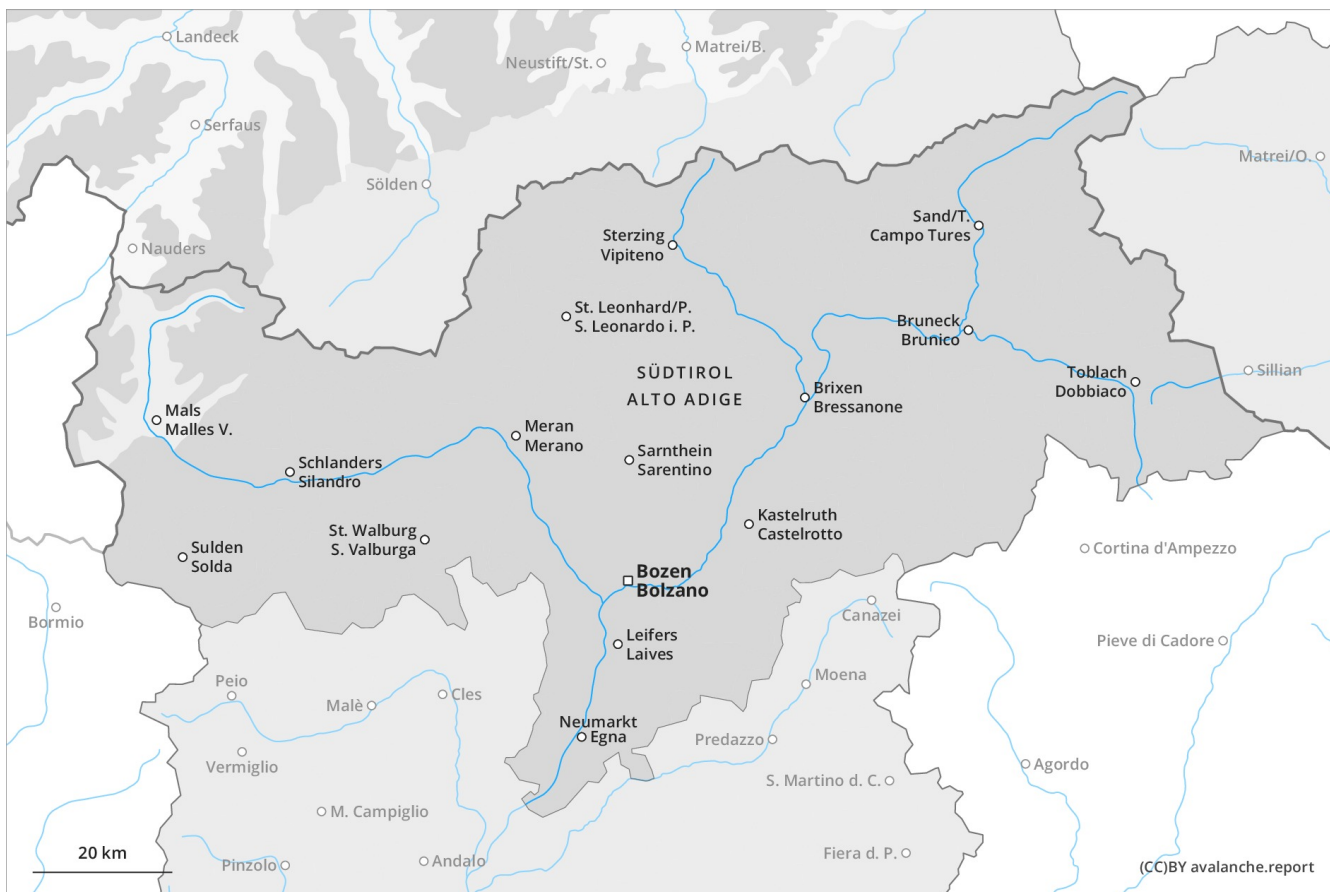 Landeck
Matrei/B.
Neustift/St.
Serfaus
Matrei/O.
Sölden
Sand/T.
Campo Tures
Sterzing
Vipiteno
Nauders
St. Leonhard/P.
S. Leonardo i. P.
Bruneck
Brunico
SÜDTIROL
ALTO ADIGE
Toblach
Dobbiaco
Sillian
Brixen
Bressanone
Mals
Malles V.
Meran
Merano
Sarnthein
Sarentino
Schlanders
Silandro
Kastelruth
Castelrotto
St. Walburg
S. Valburga
Sulden
Solda
Cortina d'Ampezzo
Bozen
Bolzano
Bormio
Canazei
Leifers
Laives
Pieve di Cadore
Peio
Moena
Cles
Malè
Neumarkt
Egna
Predazzo
Vermiglio
Agordo
S. Martino d. C.
M. Campiglio
20 km
Fiera d. P.
Andalo
Pinzolo
(CC)BY avalanche.report